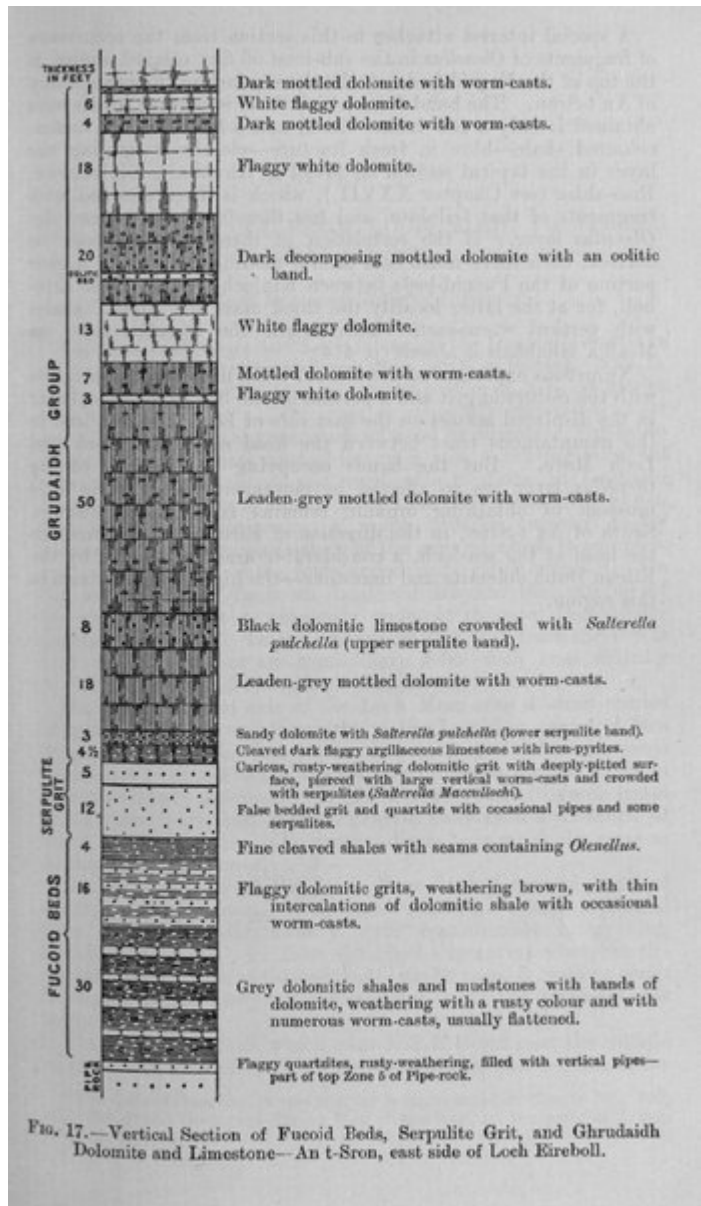 THICKNESS
IN FEET
1
Dark mottled dolomite with worm-casts.
6
White flaggy dolomite.
4
Dark mottled dolomite with worm-casts.
18
Flaggy white dolomite.
20
Dark decomposing mottled dolomite with an oolitic
band.
OOLITIC
BED
13
White flaggy dolomite.
7
Mottled dolomite with worm-casts.
3
Flaggy white dolomite.
GRUDAIDH GROUP
50
Leaden-grey mottled dolomite with worm-casts.
8
Black dolomitic limestone crowded with Salterella
pulchella (upper serpulite band).
18
Leaden-grey mottled dolomite with worm-casts.
3
Sandy dolomite with Salterella pulchella (lower serpulite band).
4½
Cleaved dark flaggy argillaceous limestone with iron-pyrites.
SERPULITE
GRIT
5
Carious, rusty-weathering dolomitic grit with deeply-pitted sur-
face, pierced with large vertical worm-casts and crowded
with serpulites (Salterella Maccullochi).
12
False bedded grit and quartzite with occasional pipes and some
serpulites.
FUCOID BEDS
4
Fine cleaved shales with seams containing Olenellus.
16
Flaggy dolomitic grits, weathering brown, with thin
intercalations of dolomitic shale with occasional
worm-casts.
30
Grey dolomitic shales and mudstones with bands of
dolomite, weathering with a rusty colour and with
numerous worm-casts, usually flattened.
PIPE
ROCK
Flaggy quartzites, rusty-weathering, filled with vertical pipes—
part of top Zone 5 of Pipe-rock.
FIG. 17.—Vertical Section of Fucoid Beds, Serpulite Grit, and Ghrudaidh
Dolomite and Limestone—An t-Sron, east side of Loch Eireboll.